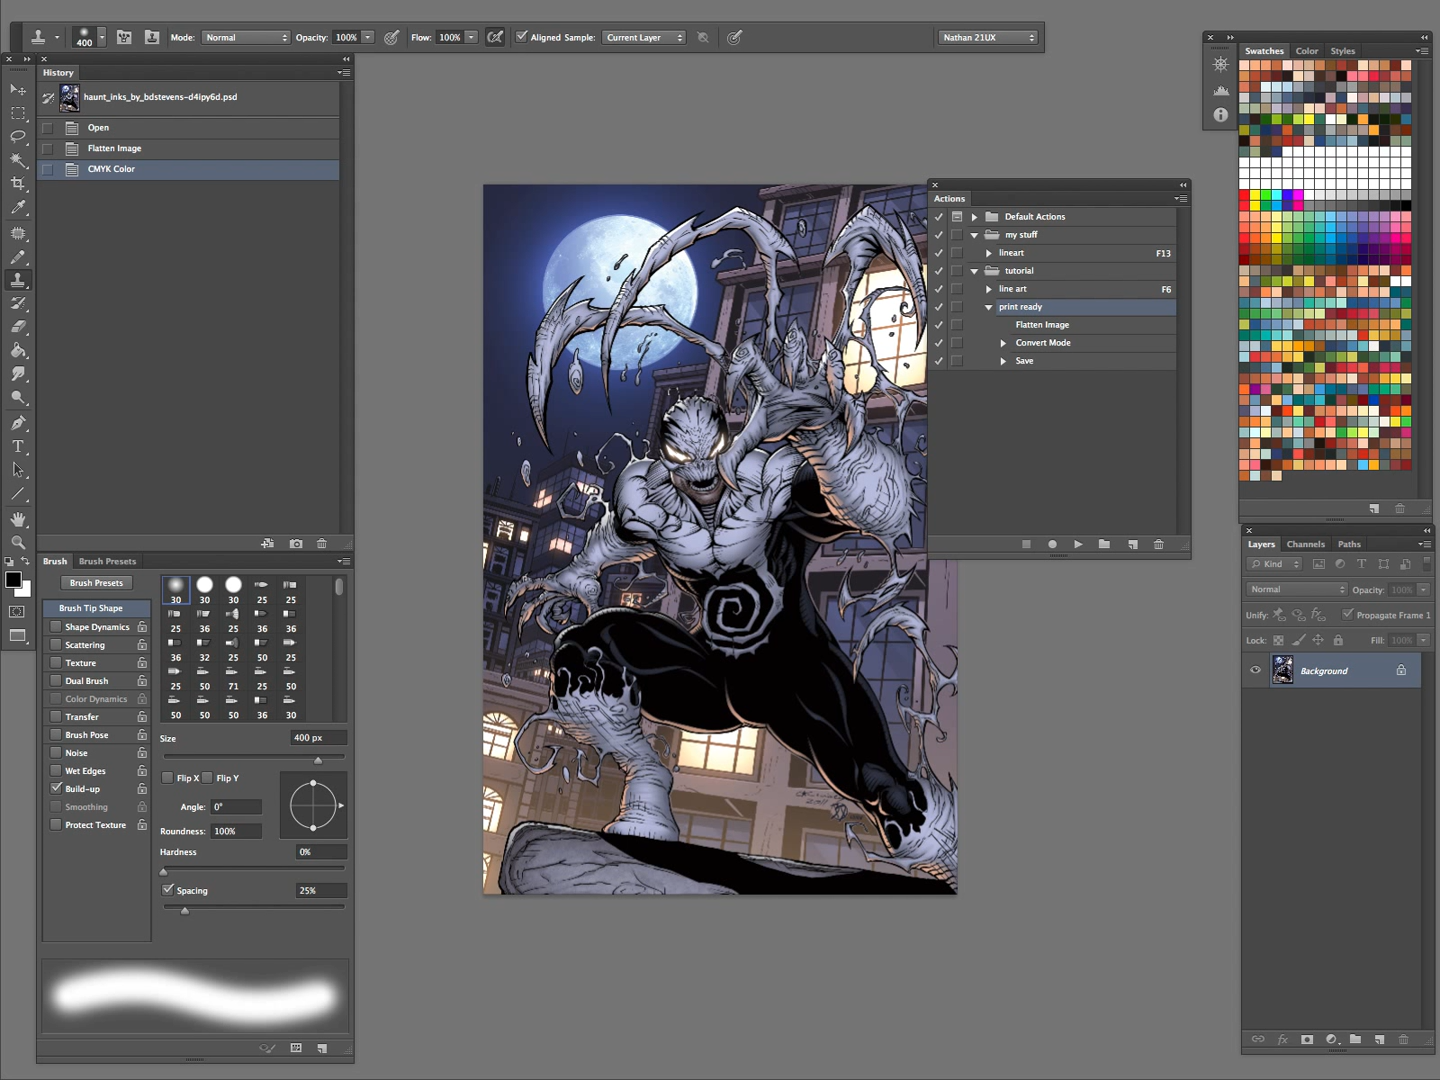 400
Mode: Normal
Opacity: 100%
Flow: 100%
Aligned Sample: Current Layer
Nathan 21UX
History
haunt_inks_by_bdstevens-d4ipy6d.psd
Open
Flatten Image
CMYK Color
Actions
Default Actions
my stuff
lineart F13
tutorial
line art F6
print ready
Flatten Image
Convert Mode
Save
Swatches Color Styles
Brush Brush Presets
Brush Presets
Brush Tip Shape
Shape Dynamics
Scattering
Texture
Dual Brush
Color Dynamics
Transfer
Brush Pose
Noise
Wet Edges
Build-up
Smoothing
Protect Texture
30 30 30 25 25
25 36 25 36 36
36 32 25 50 25
25 50 71 25 50
50 50 50 36 30
Size 400 px
Flip X Flip Y
Angle: 0°
Roundness: 100%
Hardness 0%
Spacing 25%
Layers Channels Paths
Kind
Normal Opacity: 100%
Unify: Propagate Frame 1
Lock: Fill: 100%
Background